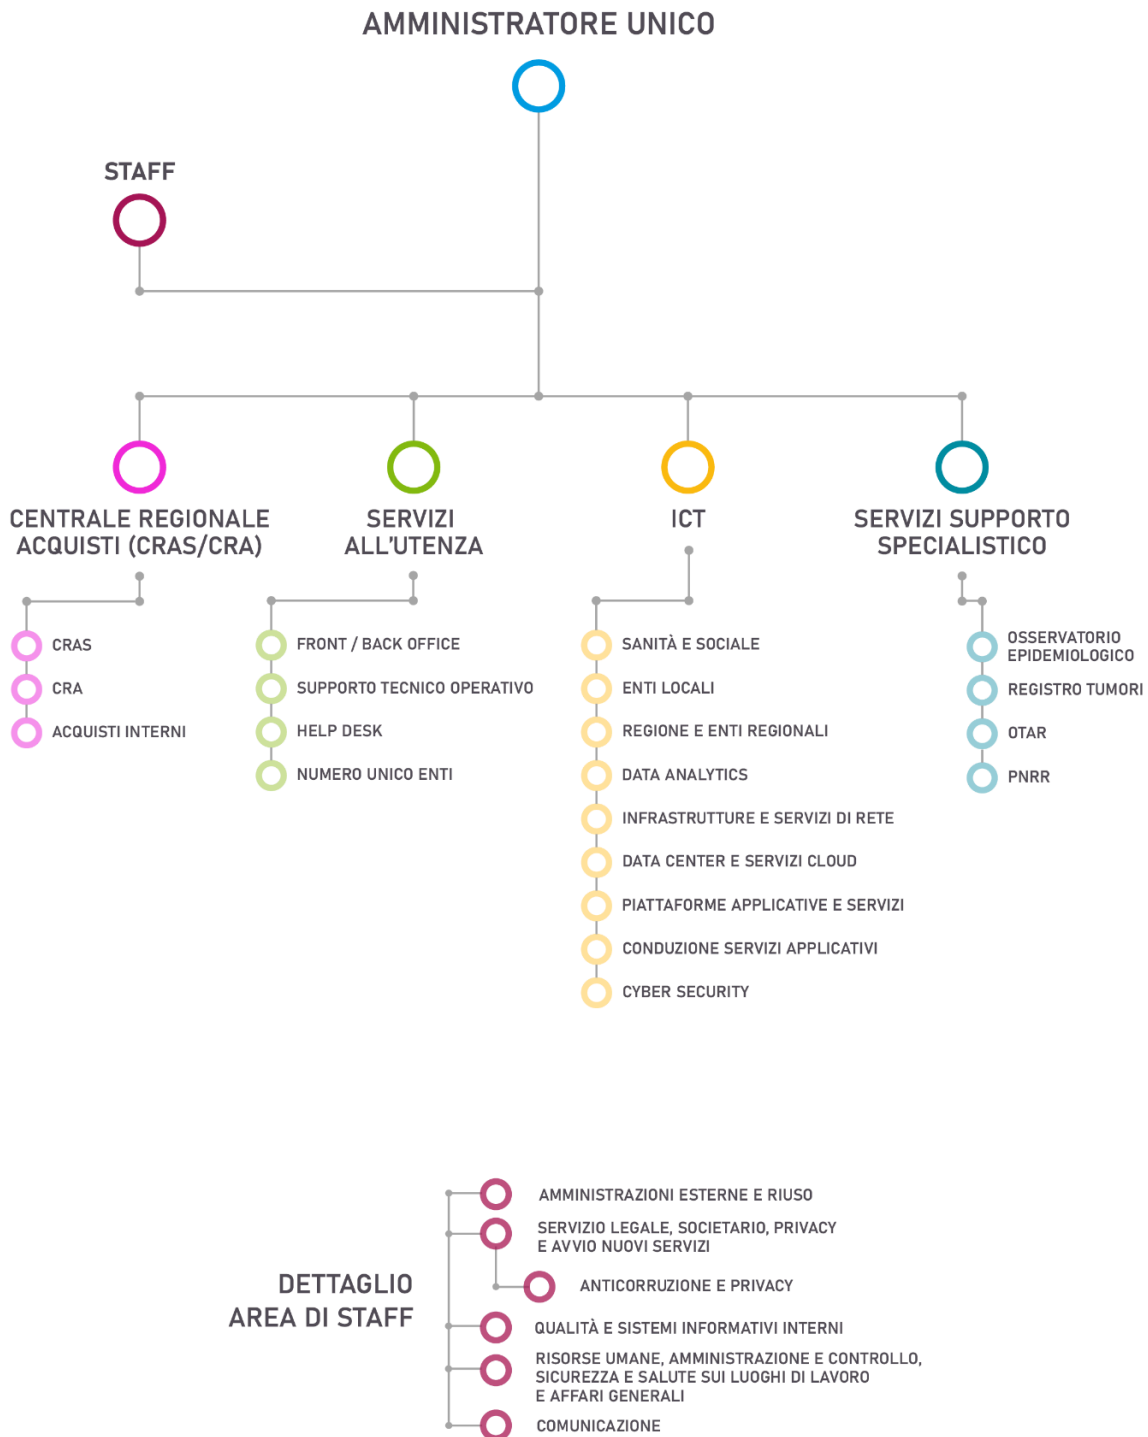 AMMINISTRATORE UNICO
STAFF
CENTRALE REGIONALE
ACQUISTI (CRAS/CRA)
CRAS
CRA
ACQUISTI INTERNI
SERVIZI
ALL'UTENZA
FRONT / BACK OFFICE
SUPPORTO TECNICO OPERATIVO
HELP DESK
NUMERO UNICO ENTI
ICT
SANITÀ E SOCIALE
ENTI LOCALI
REGIONE E ENTI REGIONALI
DATA ANALYTICS
INFRASTRUTTURE E SERVIZI DI RETE
DATA CENTER E SERVIZI CLOUD
PIATTAFORME APPLICATIVE E SERVIZI
CONDUZIONE SERVIZI APPLICATIVI
CYBER SECURITY
SERVIZI SUPPORTO
SPECIALISTICO
OSSERVATORIO
EPIDEMIOLOGICO
REGISTRO TUMORI
OTAR
PNRR
DETTAGLIO
AREA DI STAFF
AMMINISTRAZIONI ESTERNE E RIUSO
SERVIZIO LEGALE, SOCIETARIO, PRIVACY
E AVVIO NUOVI SERVIZI
ANTICORRUZIONE E PRIVACY
QUALITÀ E SISTEMI INFORMATIVI INTERNI
RISORSE UMANE, AMMINISTRAZIONE E CONTROLLO,
SICUREZZA E SALUTE SUI LUOGHI DI LAVORO
E AFFARI GENERALI
COMUNICAZIONE